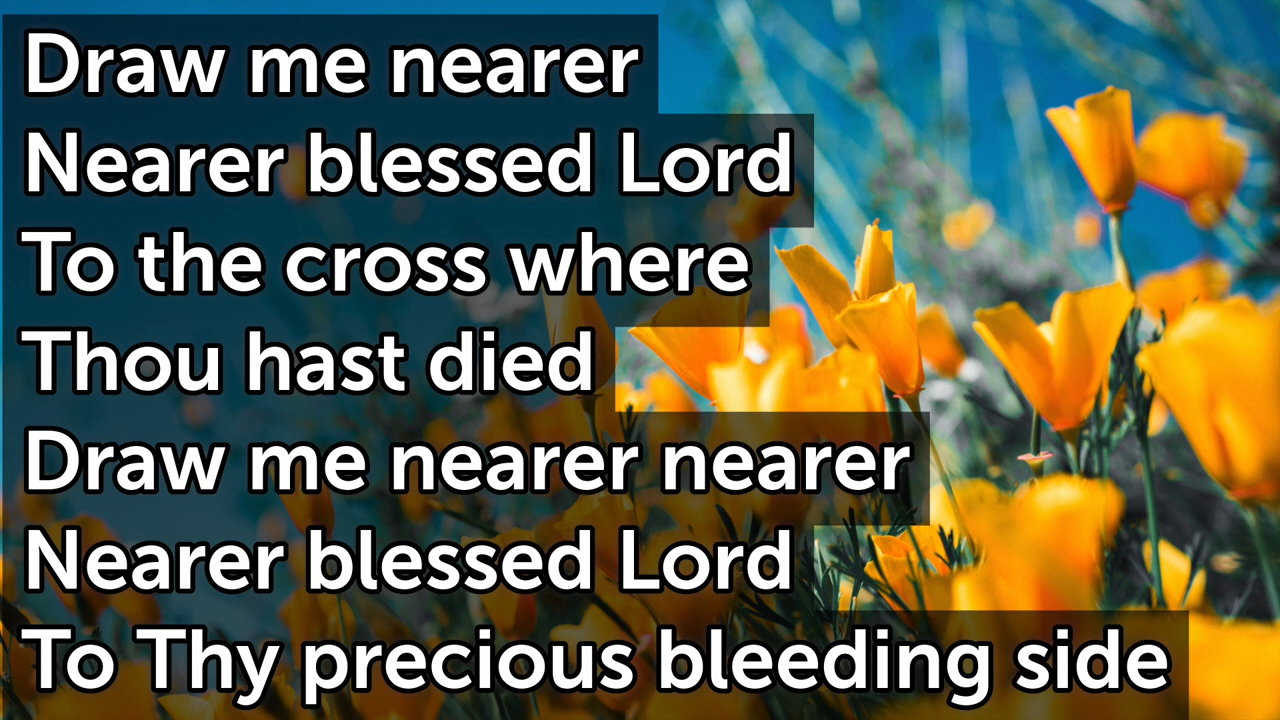 Draw me nearer
Nearer blessed Lord
To the cross where
Thou hast died
Draw me nearer nearer
Nearer blessed Lord
To Thy precious bleeding side